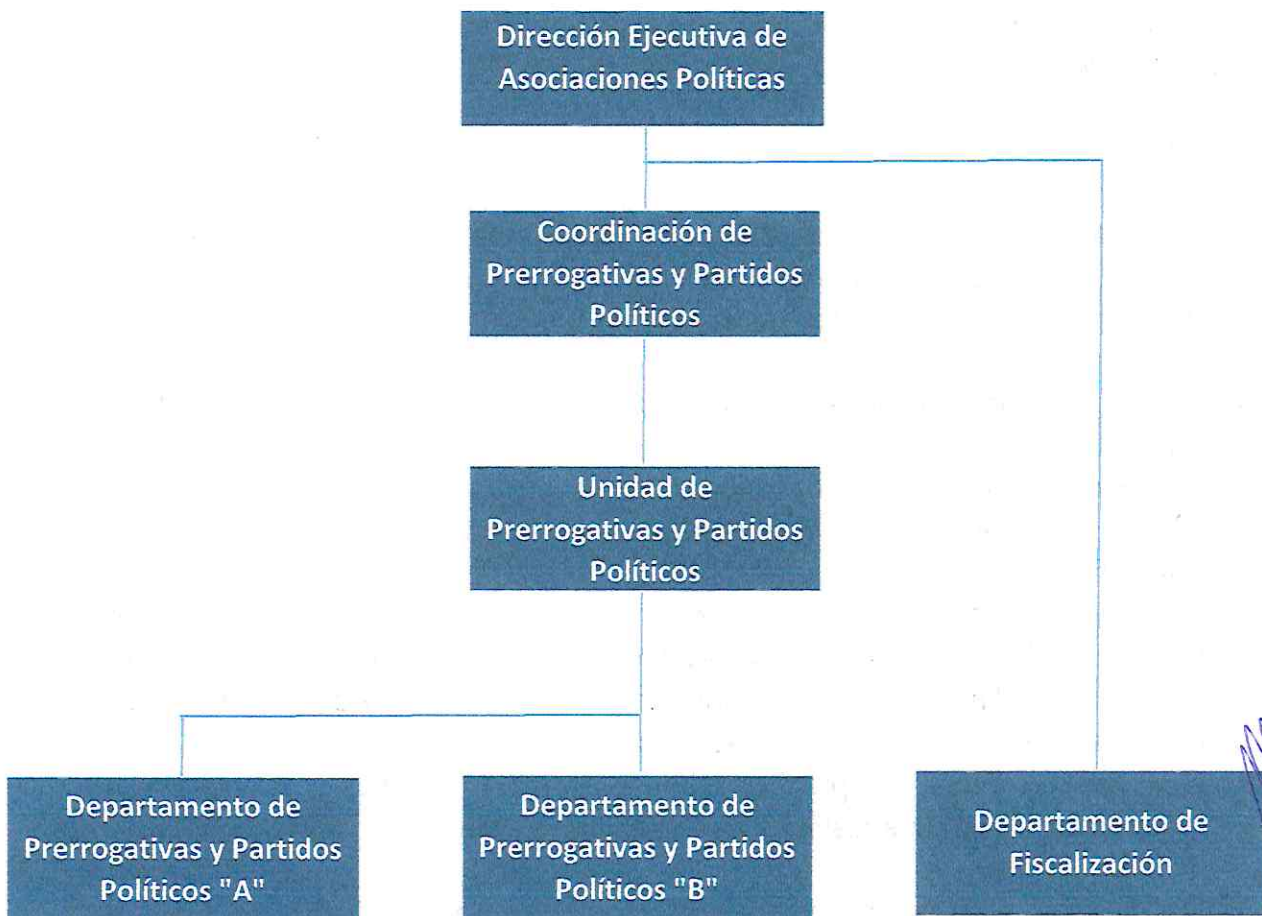 Dirección Ejecutiva de
Asociaciones Políticas
Coordinación de
Prerrogativas y Partidos
Políticos
Unidad de
Prerrogativas y Partidos
Políticos
Departamento de
Prerrogativas y Partidos
Políticos "A"
Departamento de
Prerrogativas y Partidos
Políticos "B"
Departamento de
Fiscalización